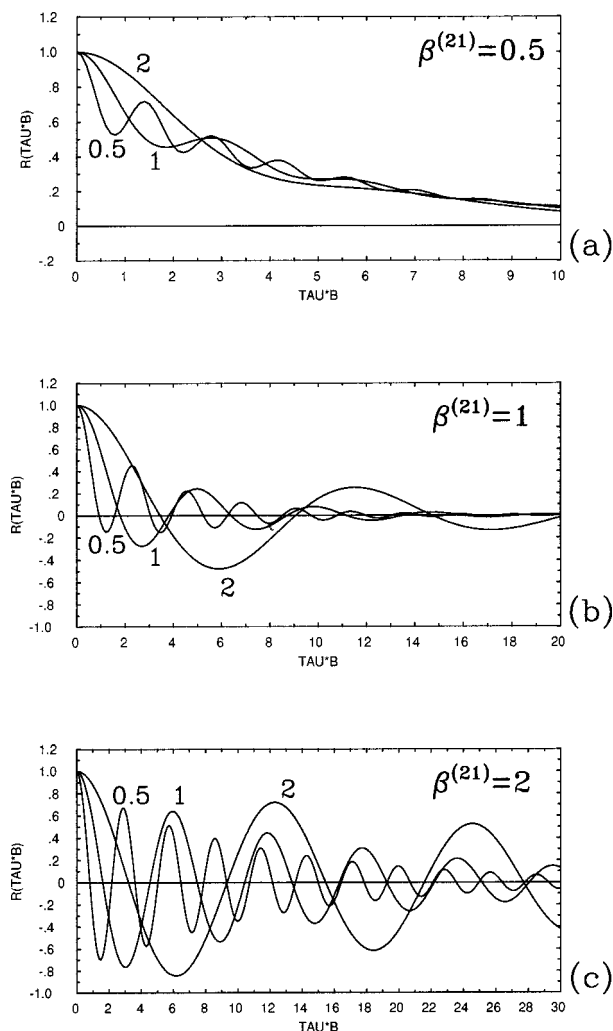 1.2
1.0
.8
.6
.4
.2
0
-.2
R(TAU*B)
β(21)=0.5
2
0.5
1
0 1 2 3 4 5 6 7 8 9 10
TAU*B
(a)
1.2
1.0
.8
.6
.4
.2
0
-.2
-.4
-.6
-.8
-1.0
R(TAU*B)
β(21)=1
0.5
1
2
0 2 4 6 8 10 12 14 16 18 20
TAU*B
(b)
1.2
1.0
.8
.6
.4
.2
0
-.2
-.4
-.6
-.8
-1.0
R(TAU*B)
β(21)=2
0.5
1
2
0 2 4 6 8 10 12 14 16 18 20 22 24 26 28 30
TAU*B
(c)